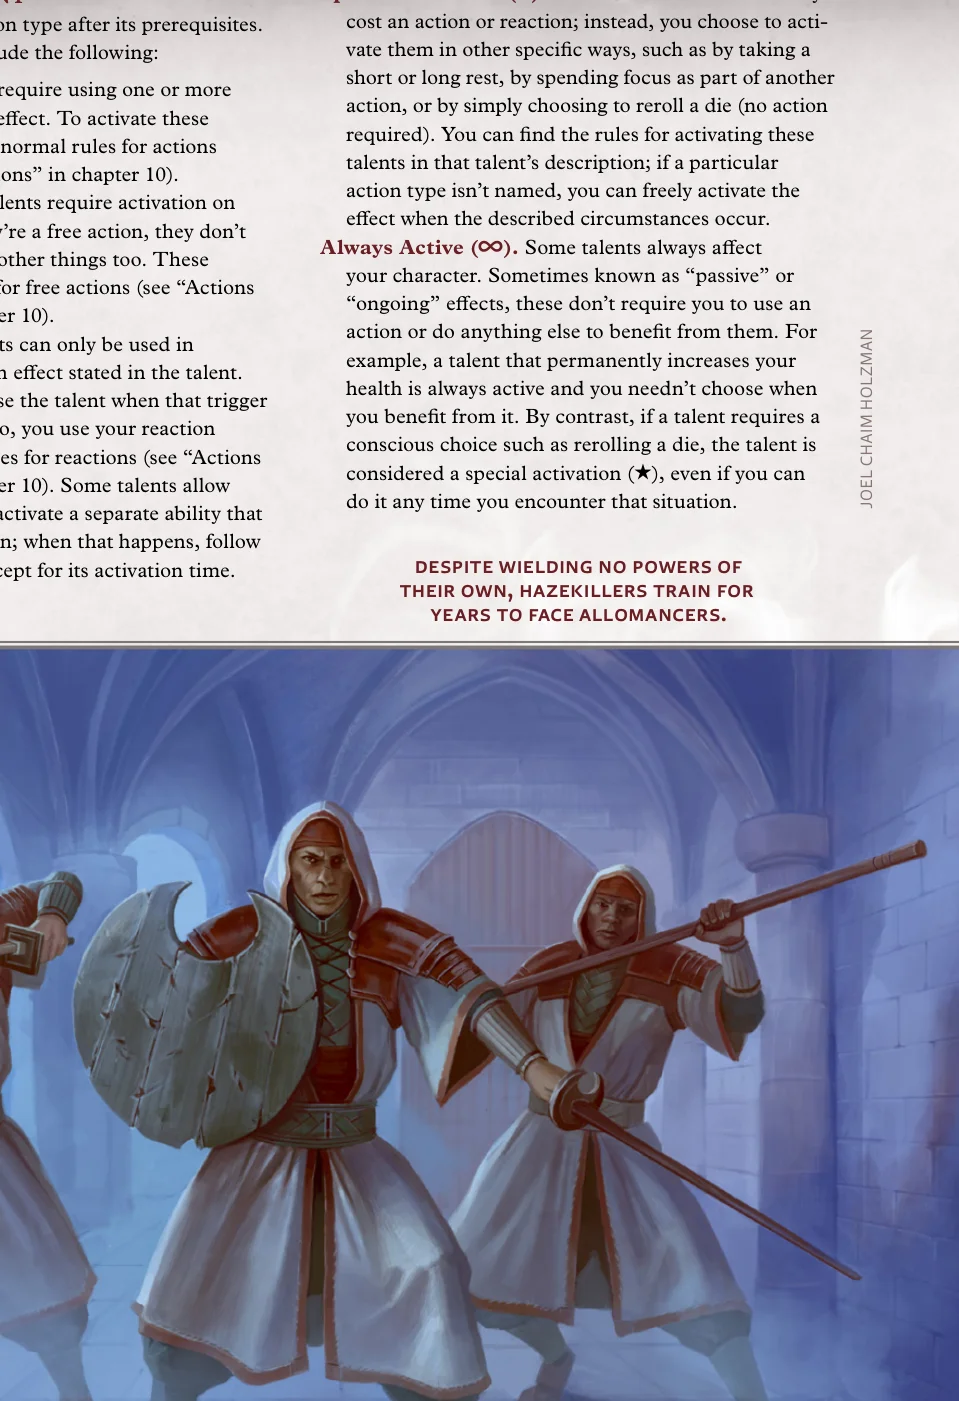 on type after its prerequisites.
ude the following:
require using one or more
effect. To activate these
normal rules for actions
ons” in chapter 10).
lents require activation on
y’re a free action, they don’t
other things too. These
for free actions (see “Actions
er 10).
ts can only be used in
n effect stated in the talent.
se the talent when that trigger
o, you use your reaction
es for reactions (see “Actions
er 10). Some talents allow
activate a separate ability that
n; when that happens, follow
cept for its activation time.
cost an action or reaction; instead, you choose to acti-
vate them in other specific ways, such as by taking a
short or long rest, by spending focus as part of another
action, or by simply choosing to reroll a die (no action
required). You can find the rules for activating these
talents in that talent’s description; if a particular
action type isn’t named, you can freely activate the
effect when the described circumstances occur.
Always Active (∞). Some talents always affect
your character. Sometimes known as “passive” or
“ongoing” effects, these don’t require you to use an
action or do anything else to benefit from them. For
example, a talent that permanently increases your
health is always active and you needn’t choose when
you benefit from it. By contrast, if a talent requires a
conscious choice such as rerolling a die, the talent is
considered a special activation (★), even if you can
do it any time you encounter that situation.
JOEL CHAIM HOLZMAN
DESPITE WIELDING NO POWERS OF
THEIR OWN, HAZEKILLERS TRAIN FOR
YEARS TO FACE ALLOMANCERS.